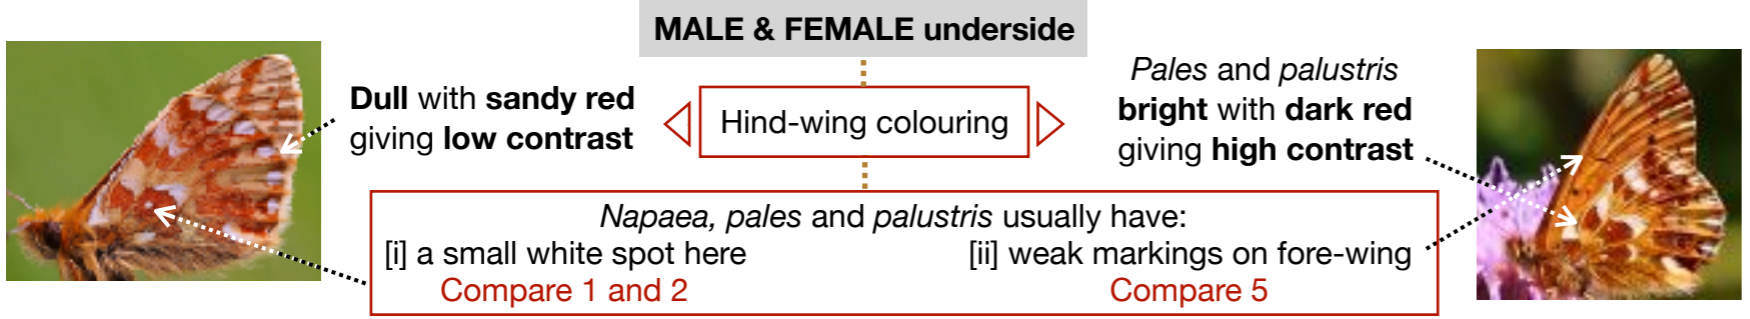 MALE & FEMALE underside
Dull with sandy red
giving low contrast
Hind-wing colouring
Pales and palustris
bright with dark red
giving high contrast
Napaea, pales and palustris usually have:
[i] a small white spot here
Compare 1 and 2
[ii] weak markings on fore-wing
Compare 5